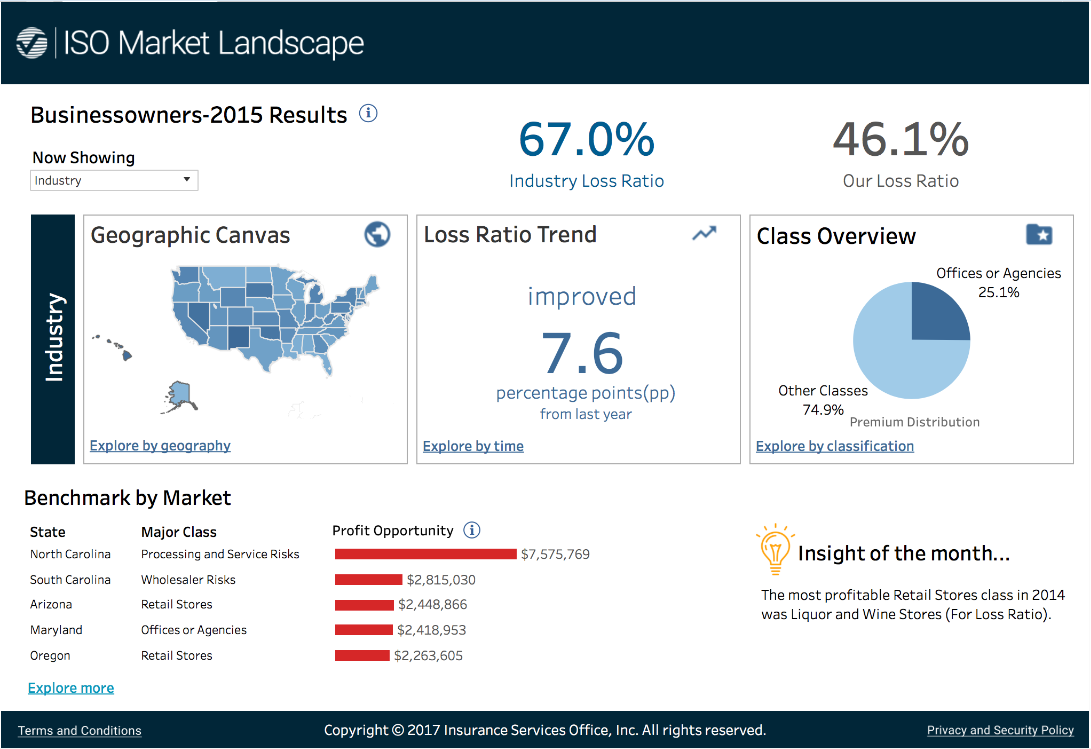 ISO Market Landscape
Businessowners-2015 Results
Now Showing
Industry
67.0%
Industry Loss Ratio
46.1%
Our Loss Ratio
Industry
Geographic Canvas
Explore by geography
Loss Ratio Trend
improved
7.6
percentage points(pp)
from last year
Explore by time
Class Overview
Offices or Agencies
25.1%
Other Classes
74.9%
Premium Distribution
Explore by classification
Benchmark by Market
State Major Class Profit Opportunity
North Carolina Processing and Service Risks $7,575,769
South Carolina Wholesaler Risks $2,815,030
Arizona Retail Stores $2,448,866
Maryland Offices or Agencies $2,418,953
Oregon Retail Stores $2,263,605
Explore more
Insight of the month...
The most profitable Retail Stores class in 2014
was Liquor and Wine Stores (For Loss Ratio).
Terms and Conditions
Copyright © 2017 Insurance Services Office, Inc. All rights reserved.
Privacy and Security Policy